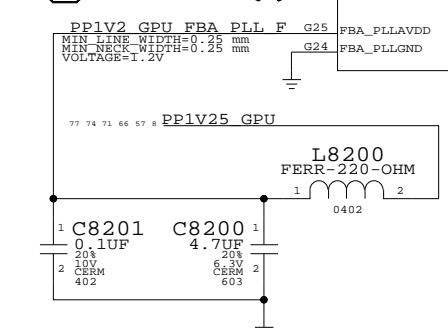 PP1V2_GPU_FBA_PLL_F G25 FBA_PLLAVDD
MIN_LINE_WIDTH=0.25 mm
MIN_NECK_WIDTH=0.25 mm
VOLTAGE=1.2V
G24 FBA_PLLGND
77 74 71 66 57 8 PP1V25_GPU
L8200
FERR-220-OHM
1 2
0402
1 C8201
0.1UF
20%
10V
2 CERM
402
C8200 1
4.7UF
20%
6.3V
CERM 2
603